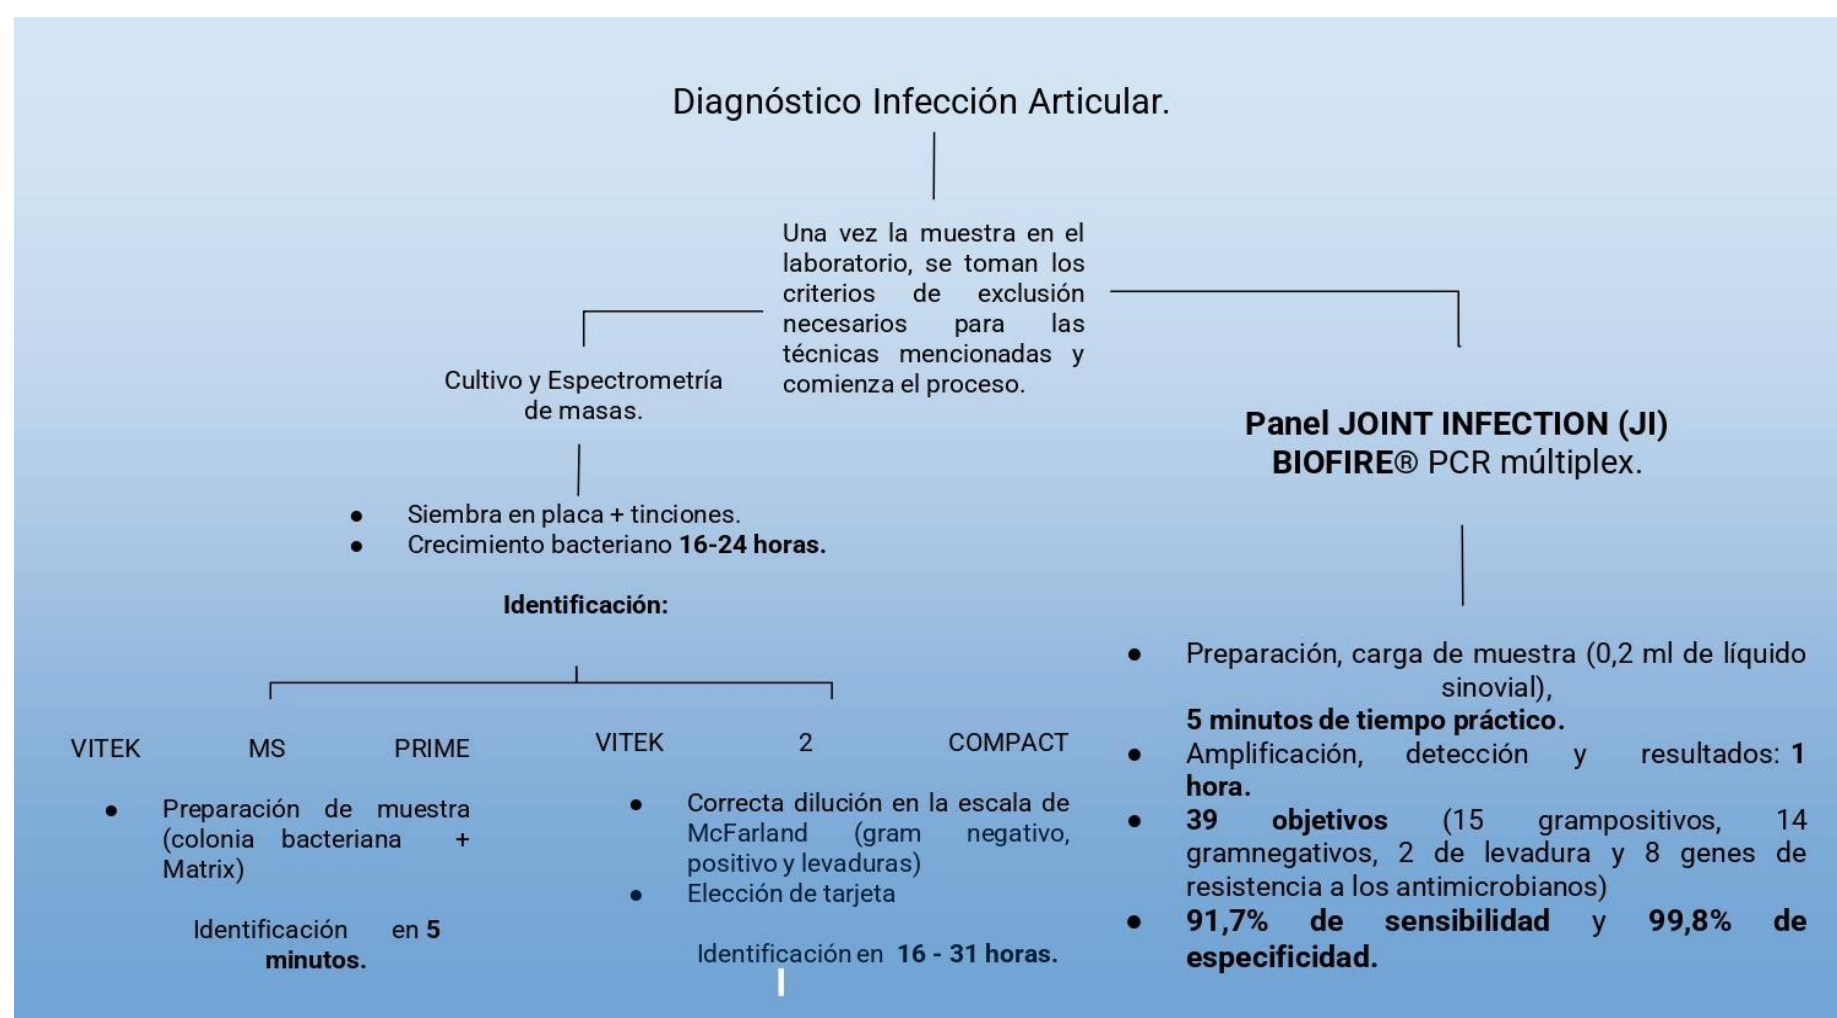 Diagnóstico Infección Articular.
Una vez la muestra en el
laboratorio, se toman los
criterios de exclusión
necesarios para las
técnicas mencionadas y
comienza el proceso.
Cultivo y Espectrometría
de masas.
● Siembra en placa + tinciones.
● Crecimiento bacteriano 16-24 horas.
Identificación:
VITEK MS PRIME
● Preparación de muestra
(colonia bacteriana +
Matrix)
Identificación en 5
minutos.
VITEK 2 COMPACT
● Correcta dilución en la escala de
McFarland (gram negativo,
positivo y levaduras)
● Elección de tarjeta
Identificación en 16 - 31 horas.
Panel JOINT INFECTION (JI)
BIOFIRE® PCR múltiplex.
● Preparación, carga de muestra (0,2 ml de líquido
sinovial),
5 minutos de tiempo práctico.
● Amplificación, detección y resultados: 1
hora.
● 39 objetivos (15 grampositivos, 14
gramnegativos, 2 de levadura y 8 genes de
resistencia a los antimicrobianos)
● 91,7% de sensibilidad y 99,8% de
especificidad.